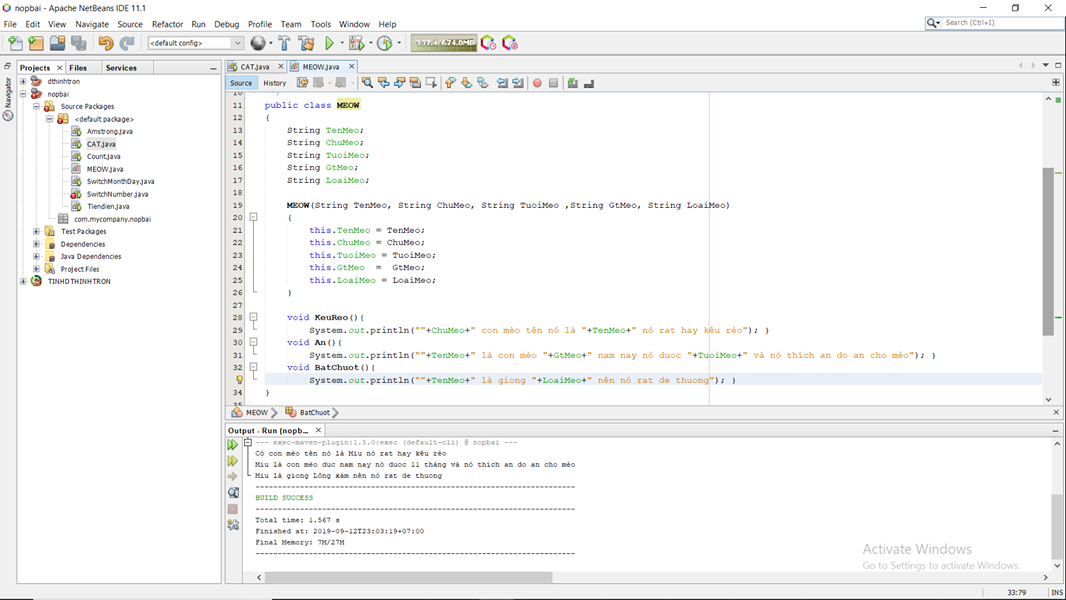 nopbai - Apache NetBeans IDE 11.1
File Edit View Navigate Source Refactor Run Debug Profile Team Tools Window Help
Search (Ctrl+I)
<default config>
337.4/674.0MB
Projects Files Services
Navigator
dthinhtron
nopbai
Source Packages
<default package>
Amstrong.java
CAT.java
Count.java
MEOW.java
SwitchMonthDay.java
SwitchNumber.java
Tiendien.java
com.mycompany.nopbai
Test Packages
Dependencies
Java Dependencies
Project Files
TINHDTHINHTRON
CAT.java MEOW.java
Source History
10 */
11 public class MEOW
12 {
13 String TenMeo;
14 String ChuMeo;
15 String TuoiMeo;
16 String GtMeo;
17 String LoaiMeo;
18
19 MEOW(String TenMeo, String ChuMeo, String TuoiMeo ,String GtMeo, String LoaiMeo)
20 {
21 this.TenMeo = TenMeo;
22 this.ChuMeo = ChuMeo;
23 this.TuoiMeo = TuoiMeo;
24 this.GtMeo = GtMeo;
25 this.LoaiMeo = LoaiMeo;
26 }
27
28 void KeuReo(){
29 System.out.println(""+ChuMeo+" con mèo tên nó là "+TenMeo+" nó rat hay kêu réo"); }
30 void An(){
31 System.out.println(""+TenMeo+" là con mèo "+GtMeo+" nam nay nó duoc "+TuoiMeo+" và nó thích an do an cho mèo"); }
32 void BatChuot(){
System.out.println(""+TenMeo+" là giong "+LoaiMeo+" nên nó rat de thuong"); }
34 }
35
MEOW BatChuot
Output - Run (nopb...
--- exec-maven-plugin:1.5.0:exec (default-cli) @ nopbai ---
Có con mèo tên nó là Miu nó rat hay kêu réo
Miu là con mèo duc nam nay nó duoc 11 tháng và nó thích an do an cho mèo
Miu là giong Lông xám nên nó rat de thuong
------------------------------------------------------------------------
BUILD SUCCESS
------------------------------------------------------------------------
Total time: 1.567 s
Finished at: 2019-09-12T23:03:19+07:00
Final Memory: 7M/27M
------------------------------------------------------------------------
Activate Windows
Go to Settings to activate Windows.
33:79 INS